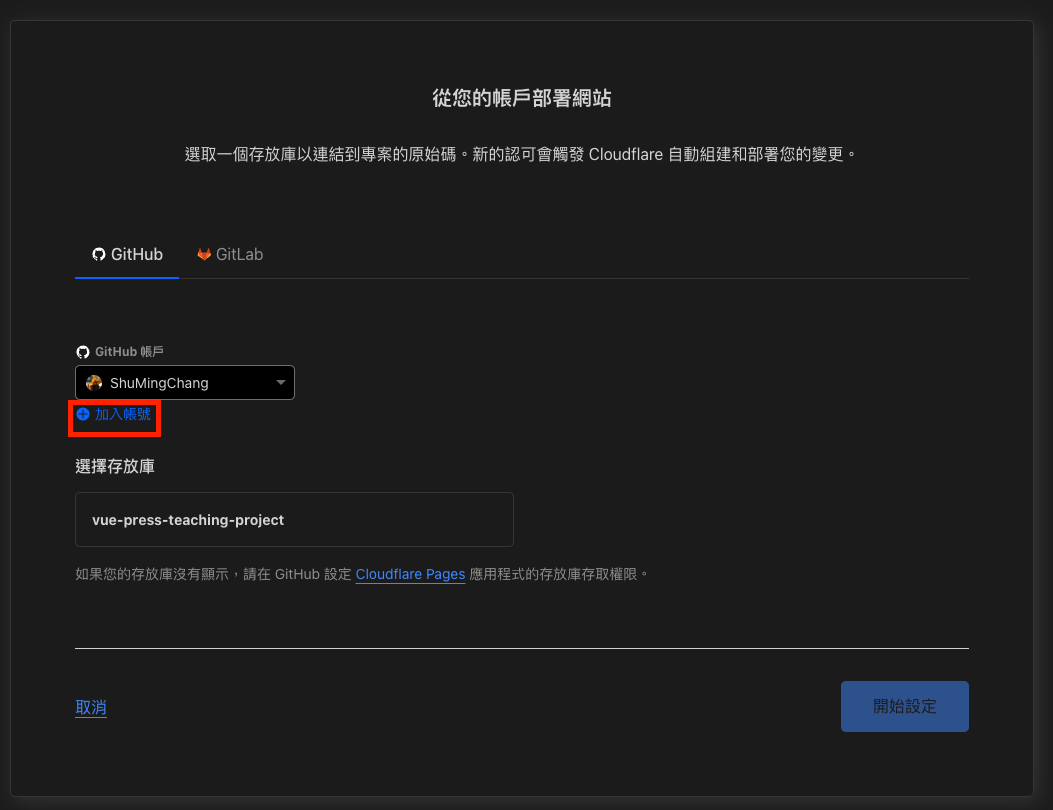 從您的帳戶部署網站
選取一個存放庫以連結到專案的原始碼。新的認可會觸發 Cloudflare 自動組建和部署您的變更。
GitHub GitLab
GitHub 帳戶
ShuMingChang
加入帳號
選擇存放庫
vue-press-teaching-project
如果您的存放庫沒有顯示，請在 GitHub 設定 Cloudflare Pages 應用程式的存放庫存取權限。
取消 開始設定